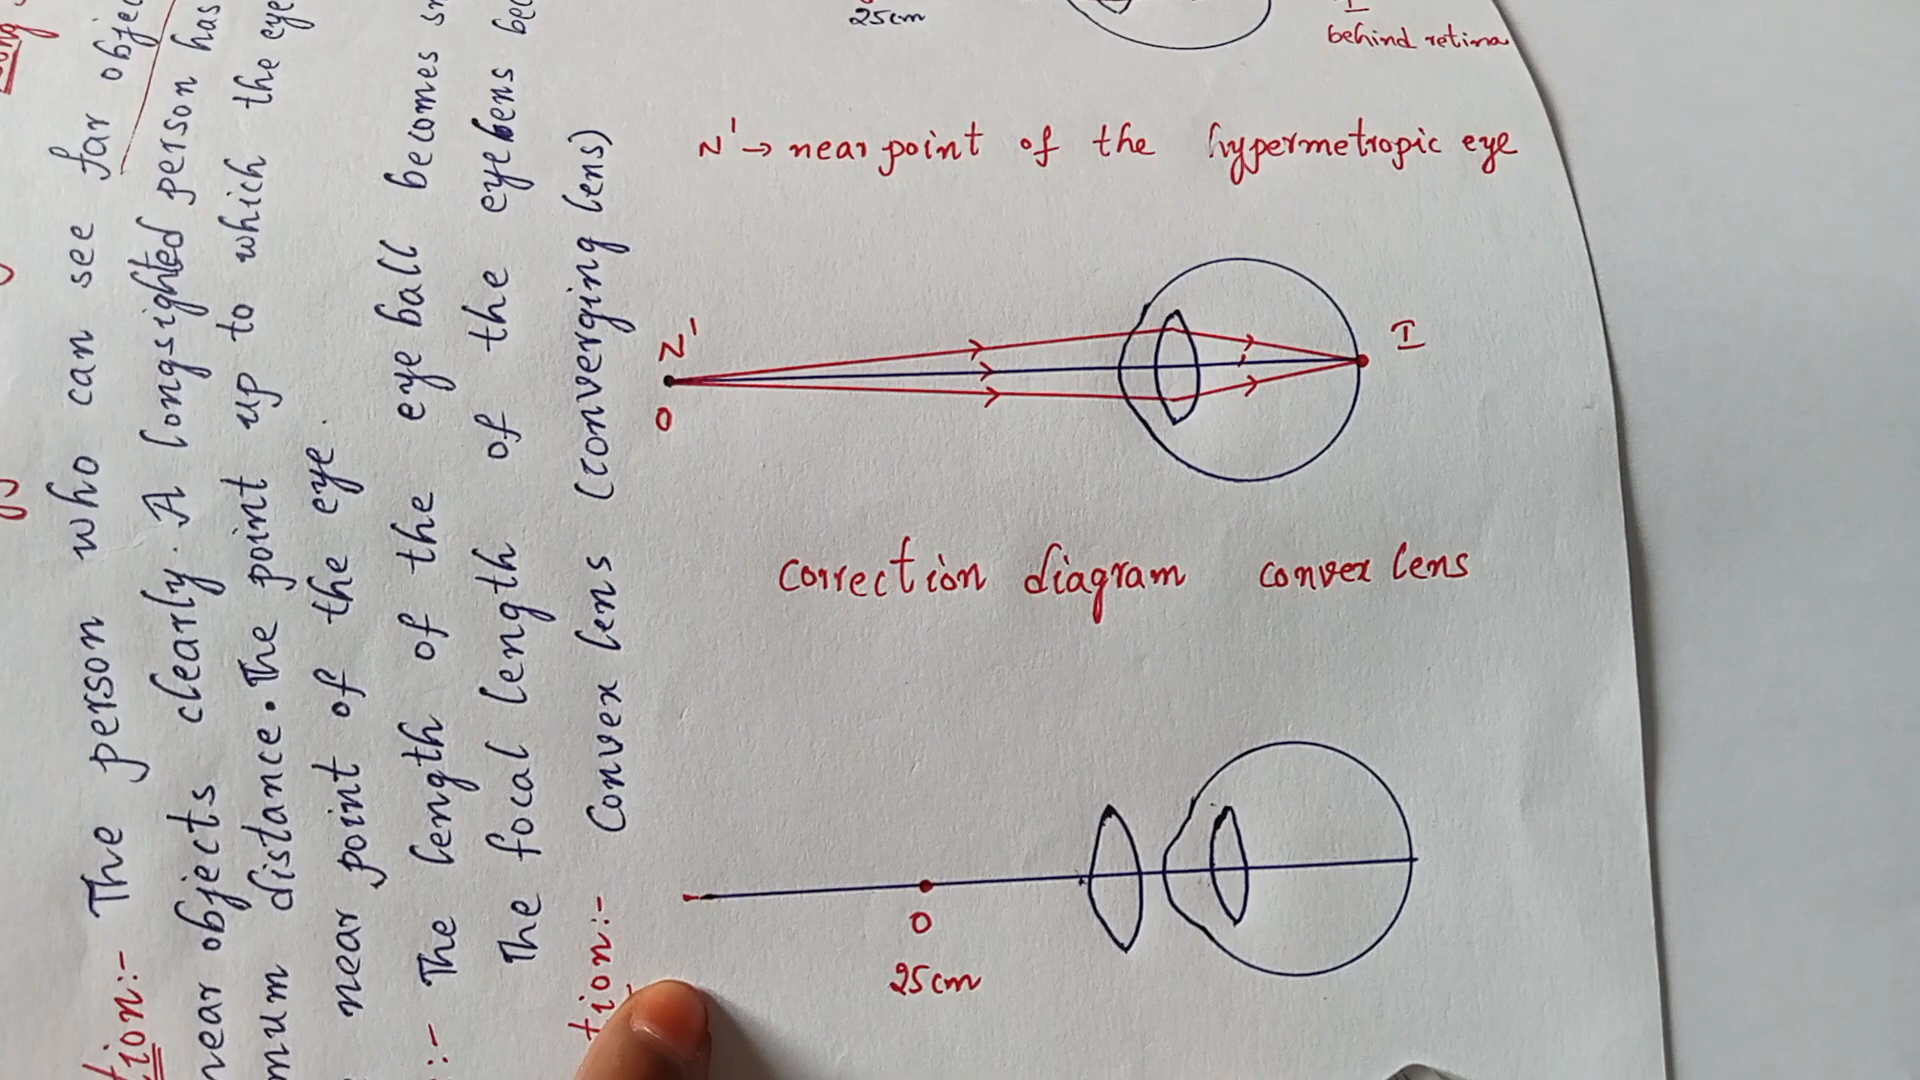 The person who can see far
near objects clearly. A longsighted person has
distance. The point up to which the eye
near point of the eye.
:- The length of the eye ball becomes
The focal length of the eye lens
Convex lens (converging lens)
25cm
I
behind retina
N' → near point of the hypermetropic eye
N'
O
I
correction diagram convex lens
O
25cm